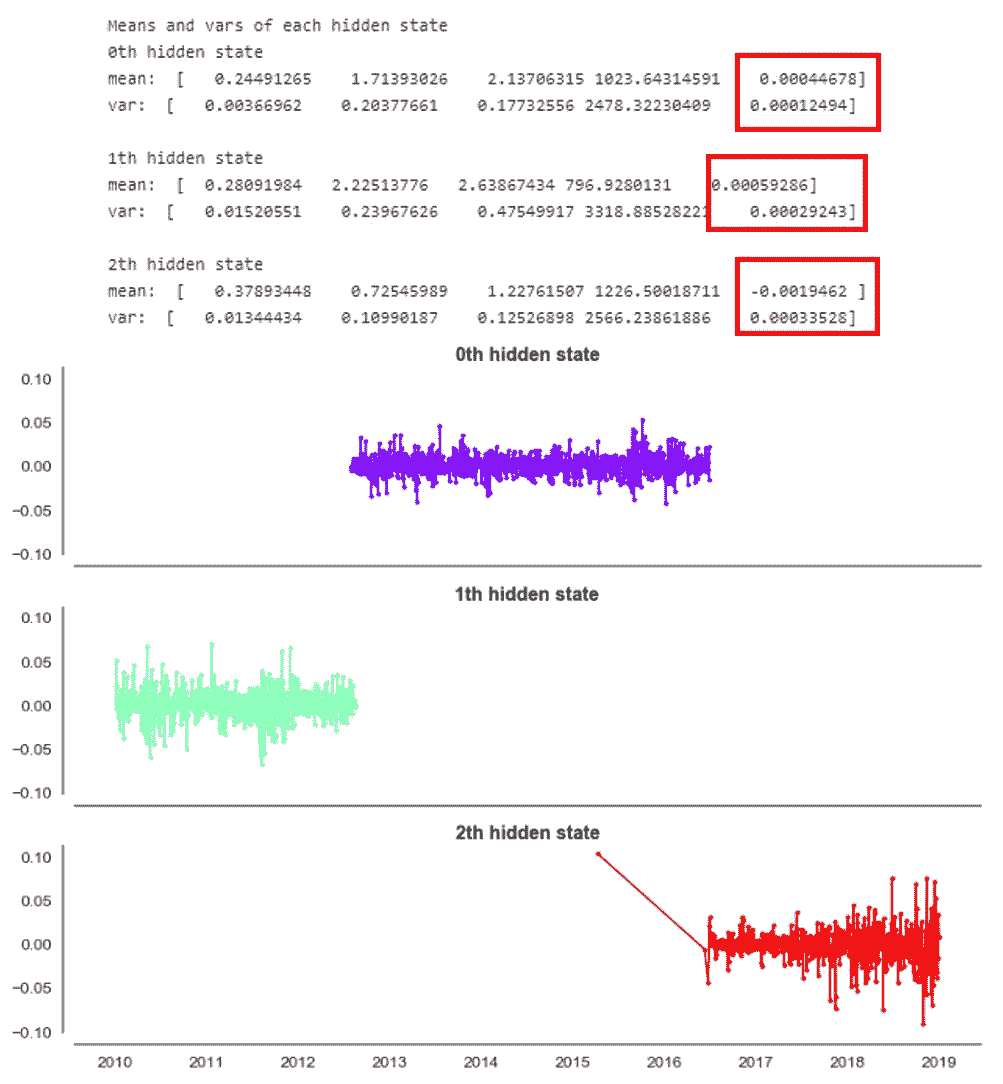 Means and vars of each hidden state
0th hidden state
mean: [ 0.24491265 1.71393026 2.13706315 1023.64314591 0.00044678]
var: [ 0.00366962 0.20377661 0.17732556 2478.32230409 0.00012494]
1th hidden state
mean: [ 0.28091984 2.22513776 2.63867434 796.9280131 0.00059286]
var: [ 0.01520551 0.23967626 0.47549917 3318.88528221 0.00029243]
2th hidden state
mean: [ 0.37893448 0.72545989 1.22761507 1226.50018711 -0.0019462 ]
var: [ 0.01344434 0.10990187 0.12526898 2566.23861886 0.00033528]
0th hidden state
0.10
0.05
0.00
−0.05
−0.10
1th hidden state
0.10
0.05
0.00
−0.05
−0.10
2th hidden state
0.10
0.05
0.00
−0.05
−0.10
2010 2011 2012 2013 2014 2015 2016 2017 2018 2019